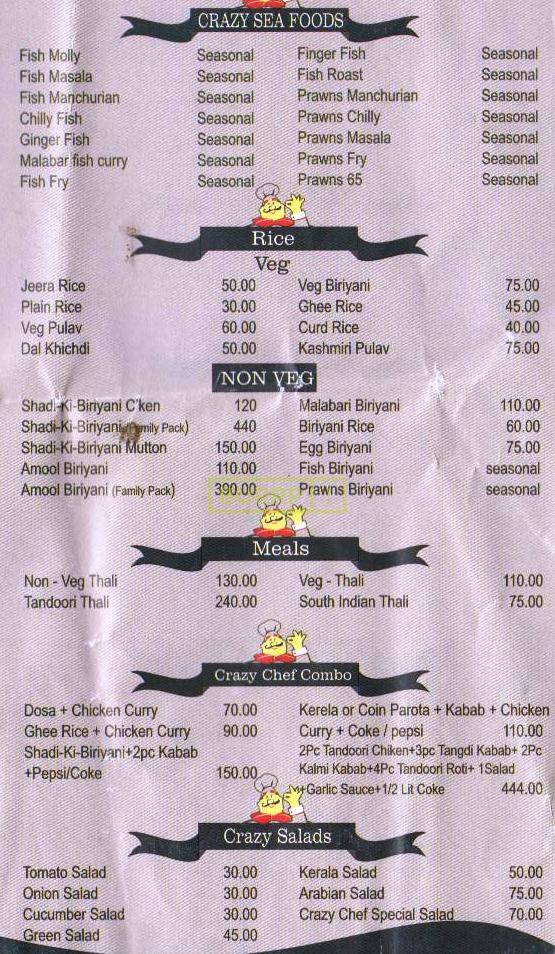 CRAZY SEA FOODS
Fish Molly Seasonal
Fish Masala Seasonal
Fish Manchurian Seasonal
Chilly Fish Seasonal
Ginger Fish Seasonal
Malabar fish curry Seasonal
Fish Fry Seasonal
Finger Fish Seasonal
Fish Roast Seasonal
Prawns Manchurian Seasonal
Prawns Chilly Seasonal
Prawns Masala Seasonal
Prawns Fry Seasonal
Prawns 65 Seasonal
Rice
Veg
Jeera Rice 50.00
Plain Rice 30.00
Veg Pulav 60.00
Dal Khichdi 50.00
Veg Biriyani 75.00
Ghee Rice 45.00
Curd Rice 40.00
Kashmiri Pulav 75.00
NON VEG
Shadi-Ki-Biriyani C'ken 120
Shadi-Ki-Biriyani (Family Pack) 440
Shadi-Ki-Biriyani Mutton 150.00
Amool Biriyani 110.00
Amool Biriyani (Family Pack) 390.00
Malabari Biriyani 110.00
Biriyani Rice 60.00
Egg Biriyani 75.00
Fish Biriyani seasonal
Prawns Biriyani seasonal
Meals
Non - Veg Thali 130.00
Tandoori Thali 240.00
Veg - Thali 110.00
South Indian Thali 75.00
Crazy Chef Combo
Dosa + Chicken Curry 70.00
Ghee Rice + Chicken Curry 90.00
Shadi-Ki-Biriyani+2pc Kabab
+Pepsi/Coke 150.00
Kerela or Coin Parota + Kabab + Chicken
Curry + Coke / pepsi 110.00
2Pc Tandoori Chiken+3pc Tangdi Kabab+ 2Pc
Kalmi Kabab+4Pc Tandoori Roti+ 1Salad
+Garlic Sauce+1/2 Lit Coke 444.00
Crazy Salads
Tomato Salad 30.00
Onion Salad 30.00
Cucumber Salad 30.00
Green Salad 45.00
Kerala Salad 50.00
Arabian Salad 75.00
Crazy Chef Special Salad 70.00